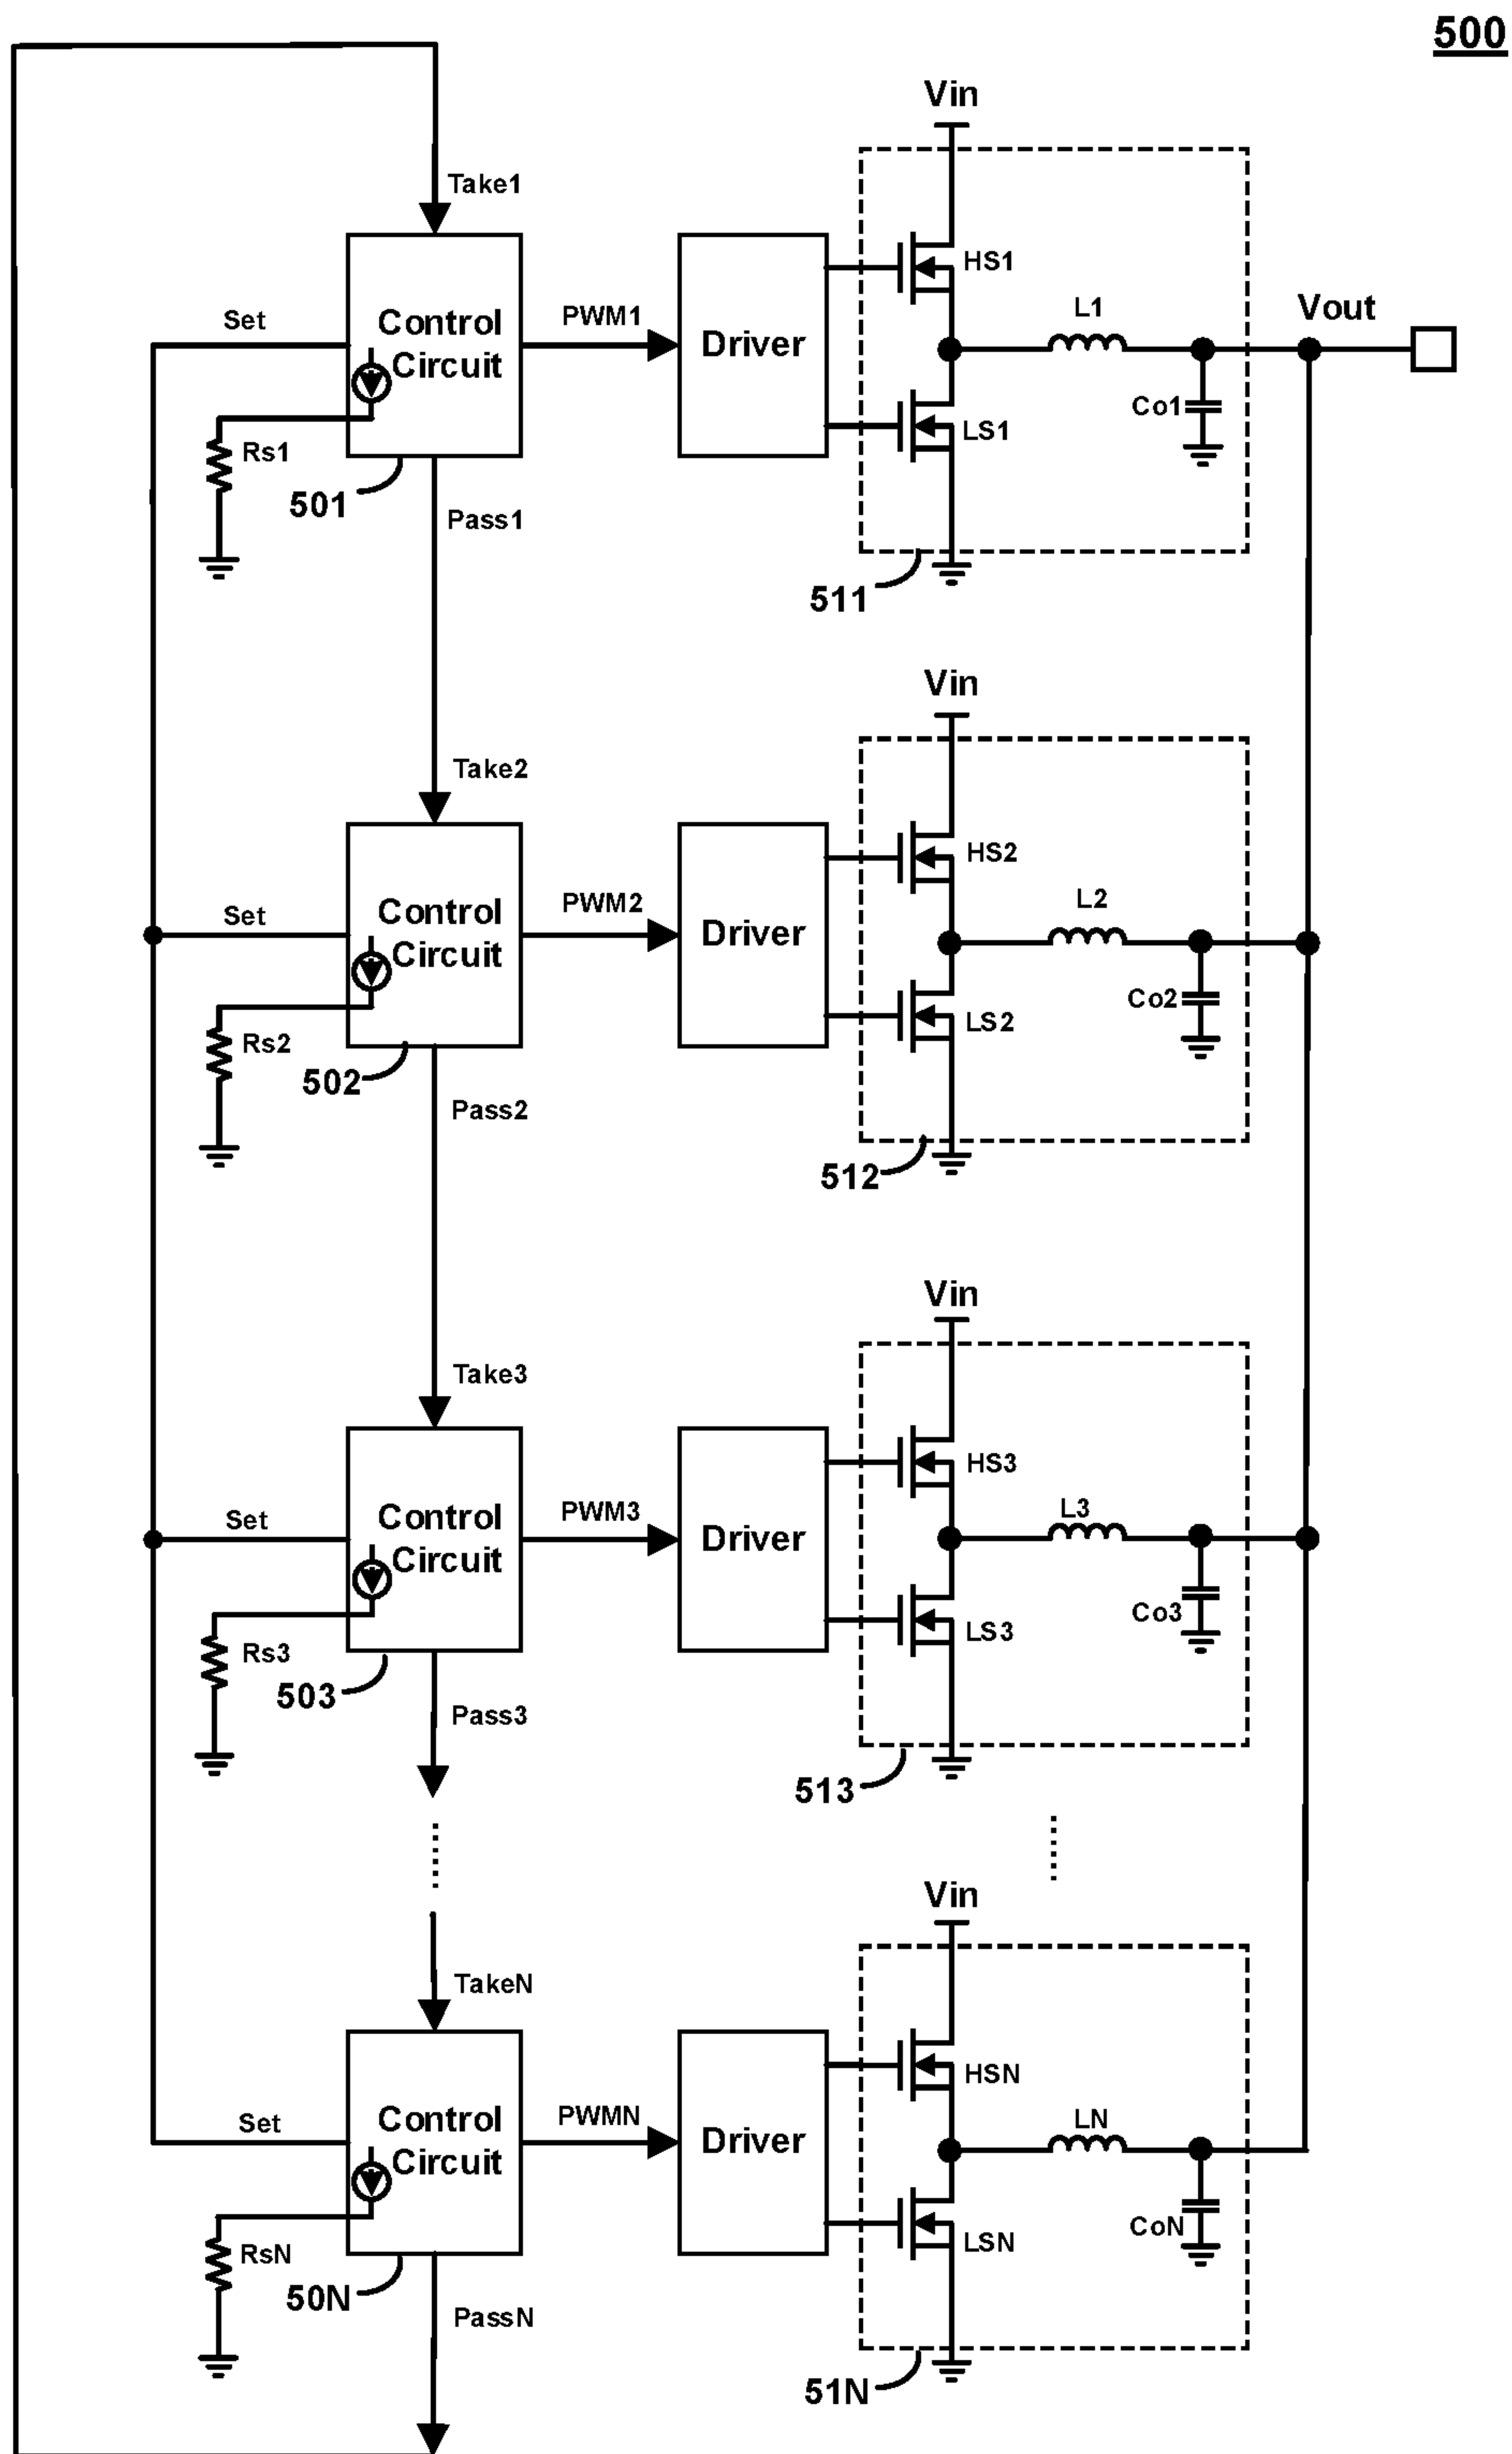 500
Vin
Take1
HS1
Set
Control
Circuit
PWM1
Driver
L1
Vout
Co1
LS1
Rs1
501
Pass1
511
Vin
Take2
HS2
Set
Control
Circuit
PWM2
Driver
L2
Co2
LS2
Rs2
502
Pass2
512
Vin
Take3
HS3
Set
Control
Circuit
PWM3
Driver
L3
Co3
LS3
Rs3
503
Pass3
513
Vin
TakeN
HSN
Set
Control
Circuit
PWMN
Driver
LN
CoN
LSN
RsN
50N
PassN
51N